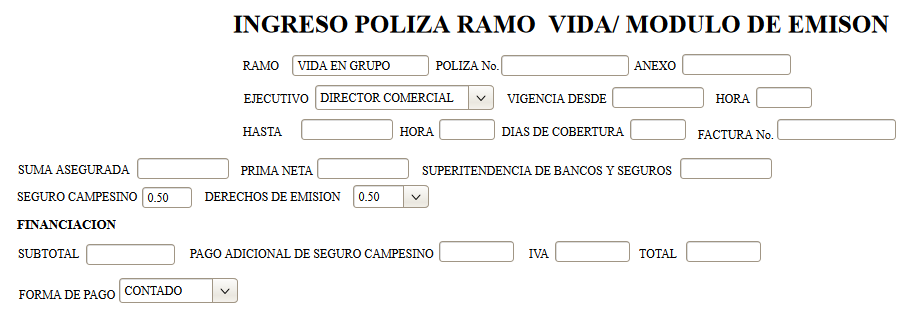 INGRESO POLIZA RAMO VIDA/ MODULO DE EMISON
RAMO VIDA EN GRUPO POLIZA No. ANEXO
EJECUTIVO DIRECTOR COMERCIAL VIGENCIA DESDE HORA
HASTA HORA DIAS DE COBERTURA FACTURA No.
SUMA ASEGURADA PRIMA NETA SUPERITENDENCIA DE BANCOS Y SEGUROS
SEGURO CAMPESINO 0.50 DERECHOS DE EMISION 0.50
FINANCIACION
SUBTOTAL PAGO ADICIONAL DE SEGURO CAMPESINO IVA TOTAL
FORMA DE PAGO CONTADO